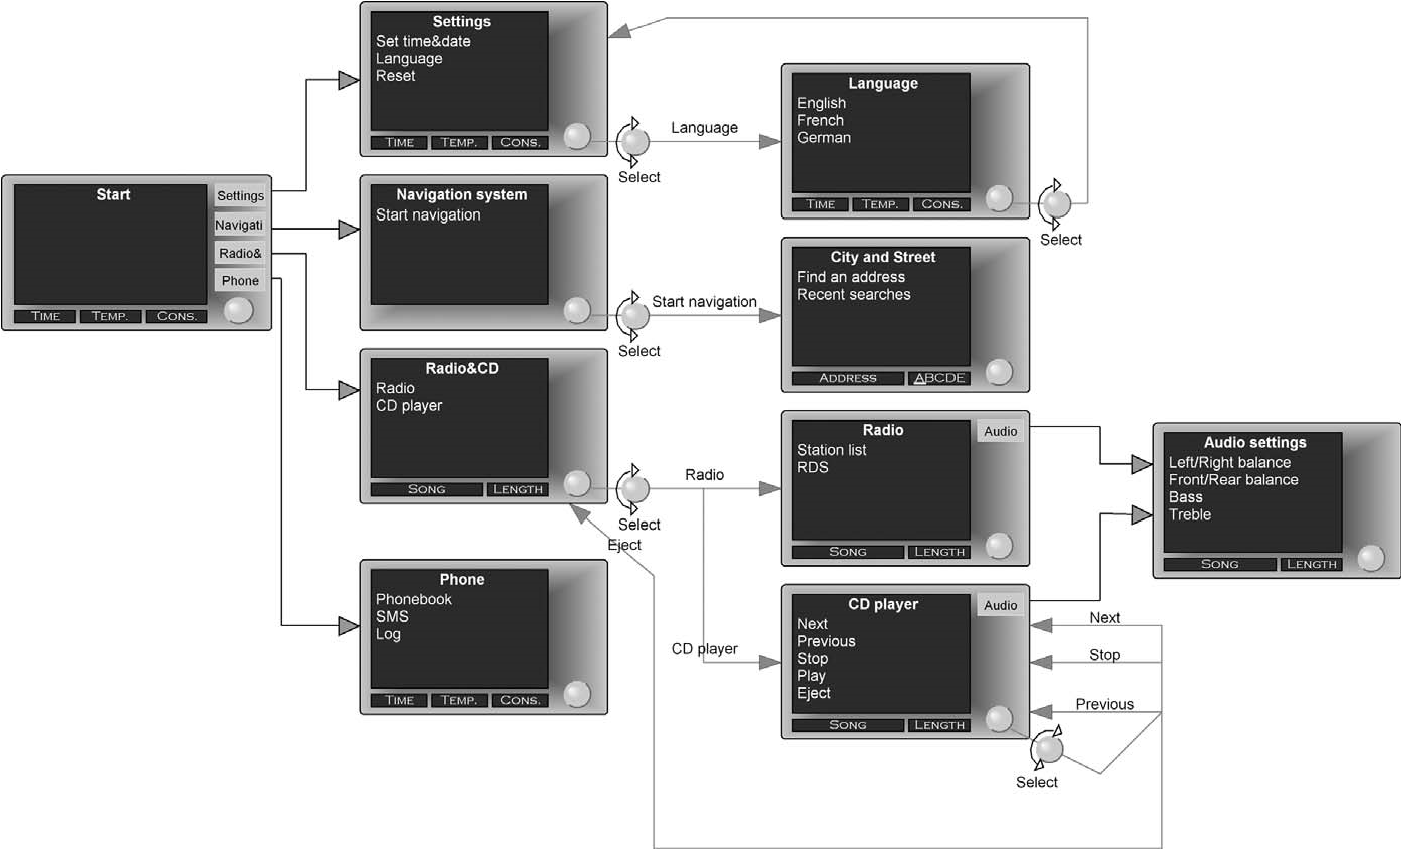 Start
Settings
Navigati
Radio&
Phone
TIME TEMP. CONS.
Settings
Set time&date
Language
Reset
TIME TEMP. CONS.
Select
Language
Language
English
French
German
TIME TEMP. CONS.
Select
Navigation system
Start navigation
Select
Start navigation
City and Street
Find an address
Recent searches
ADDRESS ABCDE
Radio&CD
Radio
CD player
SONG LENGTH
Select
Eject
Radio
CD player
Radio
Station list
RDS
Audio
SONG LENGTH
Audio settings
Left/Right balance
Front/Rear balance
Bass
Treble
SONG LENGTH
Phone
Phonebook
SMS
Log
TIME TEMP. CONS.
CD player
Next
Previous
Stop
Play
Eject
Audio
SONG LENGTH
Next
Stop
Previous
Select